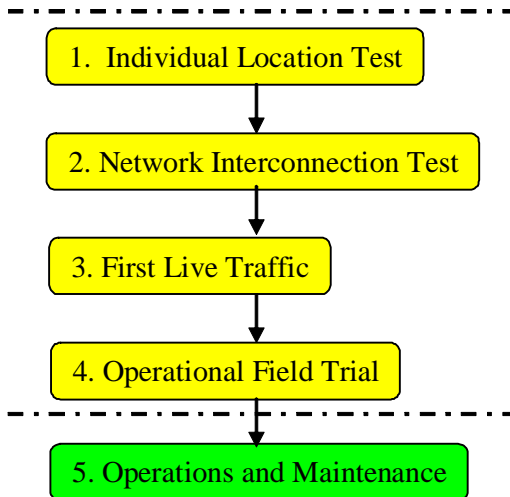 1. Individual Location Test
2. Network Interconnection Test
3. First Live Traffic
4. Operational Field Trial
5. Operations and Maintenance